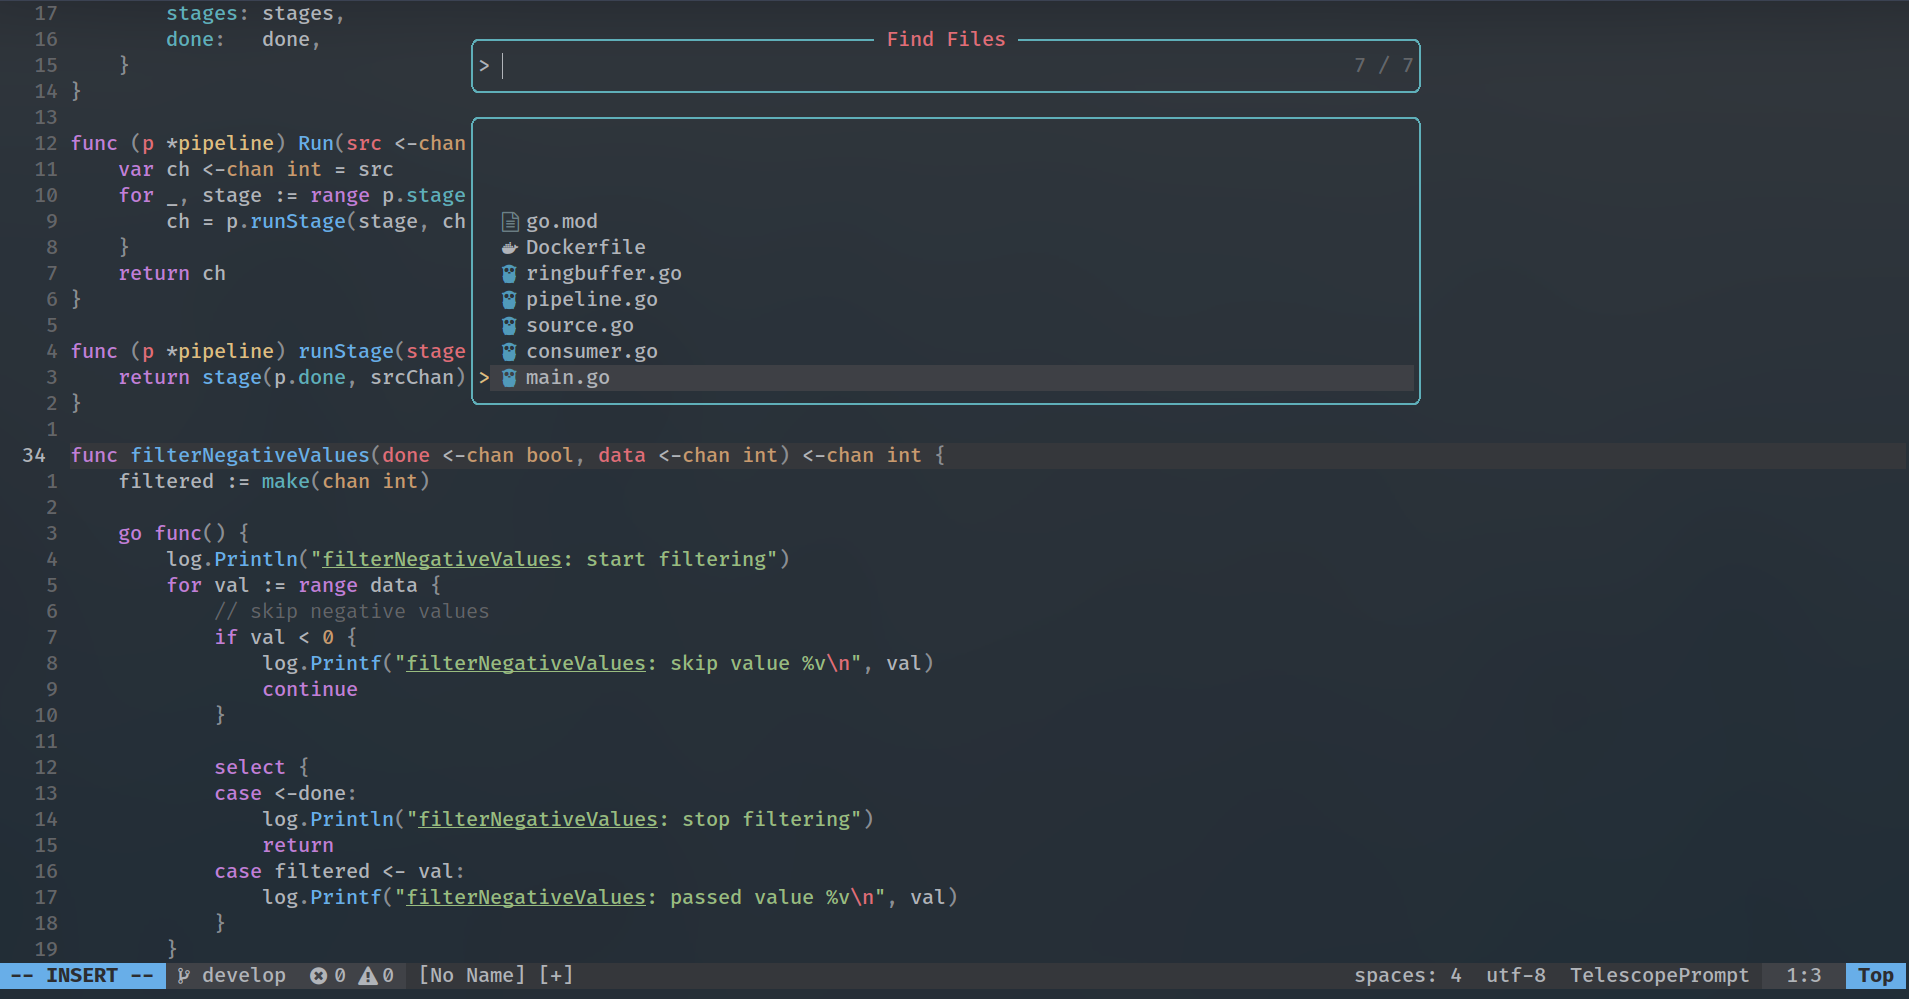 17         stages: stages,
16         done:   done,
Find Files
> 7 / 7
15     }
14 }
13
12 func (p *pipeline) Run(src <-chan
11     var ch <-chan int = src
10     for _, stage := range p.stage
9         ch = p.runStage(stage, ch
8     }
7     return ch
6 }
5
4 func (p *pipeline) runStage(stage
3     return stage(p.done, srcChan)
2 }
1
go.mod
Dockerfile
ringbuffer.go
pipeline.go
source.go
consumer.go
> main.go
34 func filterNegativeValues(done <-chan bool, data <-chan int) <-chan int {
1     filtered := make(chan int)
2
3     go func() {
4         log.Println("filterNegativeValues: start filtering")
5         for val := range data {
6             // skip negative values
7             if val < 0 {
8                 log.Printf("filterNegativeValues: skip value %v\n", val)
9                 continue
10             }
11
12             select {
13             case <-done:
14                 log.Println("filterNegativeValues: stop filtering")
15                 return
16             case filtered <- val:
17                 log.Printf("filterNegativeValues: passed value %v\n", val)
18             }
19         }
-- INSERT -- develop 0 0 [No Name] [+] spaces: 4 utf-8 TelescopePrompt 1:3 Top